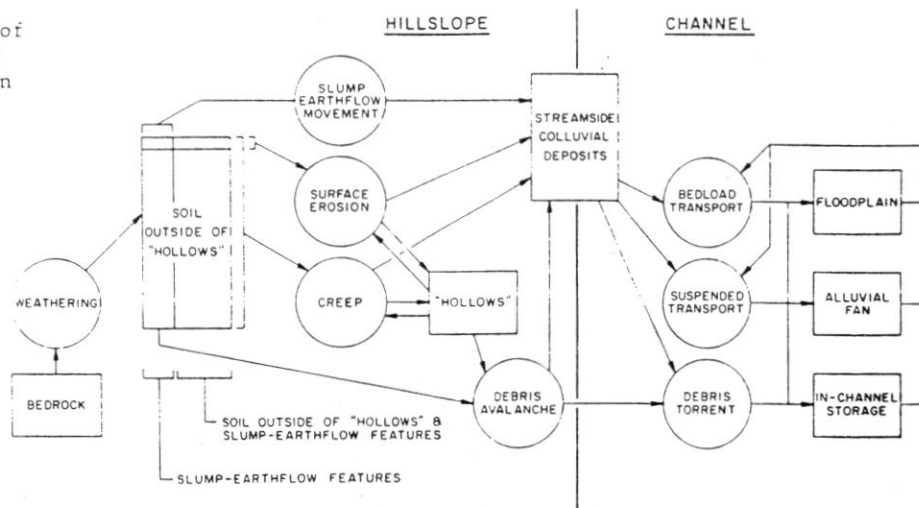 of
n
HILLSLOPE
CHANNEL
SLUMP
EARTHFLOW
MOVEMENT
STREAMSIDE
COLLUVIAL
DEPOSITS
SURFACE
EROSION
SOIL
OUTSIDE OF
"HOLLOWS"
BEDLOAD
TRANSPORT
FLOODPLAIN
WEATHERING
CREEP
"HOLLOWS"
SUSPENDED
TRANSPORT
ALLUVIAL
FAN
BEDROCK
DEBRIS
AVALANCHE
DEBRIS
TORRENT
IN-CHANNEL
STORAGE
SOIL OUTSIDE OF "HOLLOWS" &
SLUMP-EARTHFLOW FEATURES
SLUMP-EARTHFLOW FEATURES